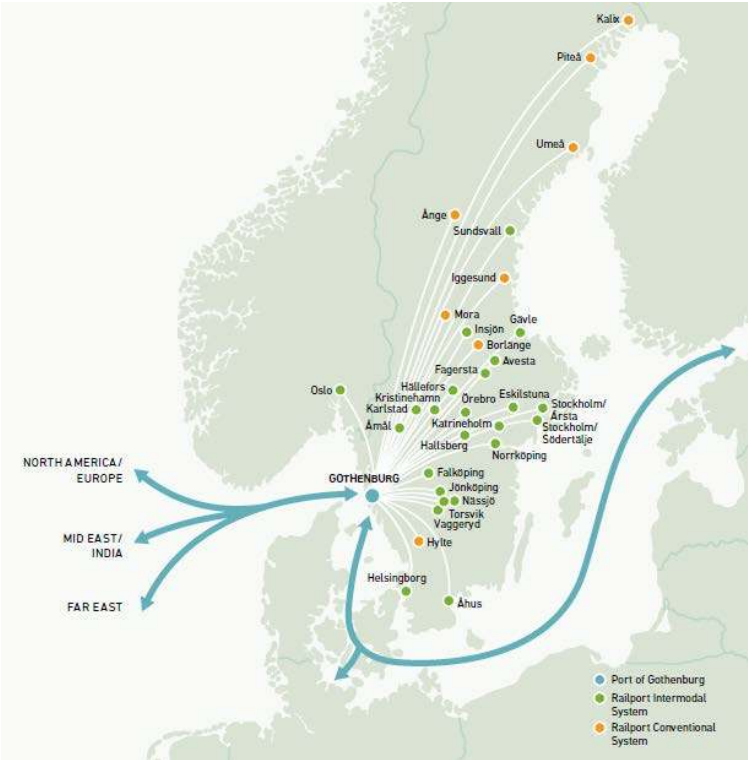 Kalix
Piteå
Umeå
Ånge
Sundsvall
Iggesund
Mora
Insjön
Gävle
Borlänge
Avesta
Fagersta
Oslo
Hällefors
Kristinehamn
Karlstad
Örebro
Eskilstuna
Stockholm/
Årsta
Åmål
Katrineholm
Stockholm/
Södertälje
Hallsberg
Norrköping
NORTH AMERICA/
EUROPE
GOTHENBURG
Falköping
Jönköping
Nässjö
Torsvik
Vaggeryd
MID EAST/
INDIA
Hylte
Helsingborg
Åhus
FAR EAST
Port of Gothenburg
Railport Intermodal
System
Railport Conventional
System